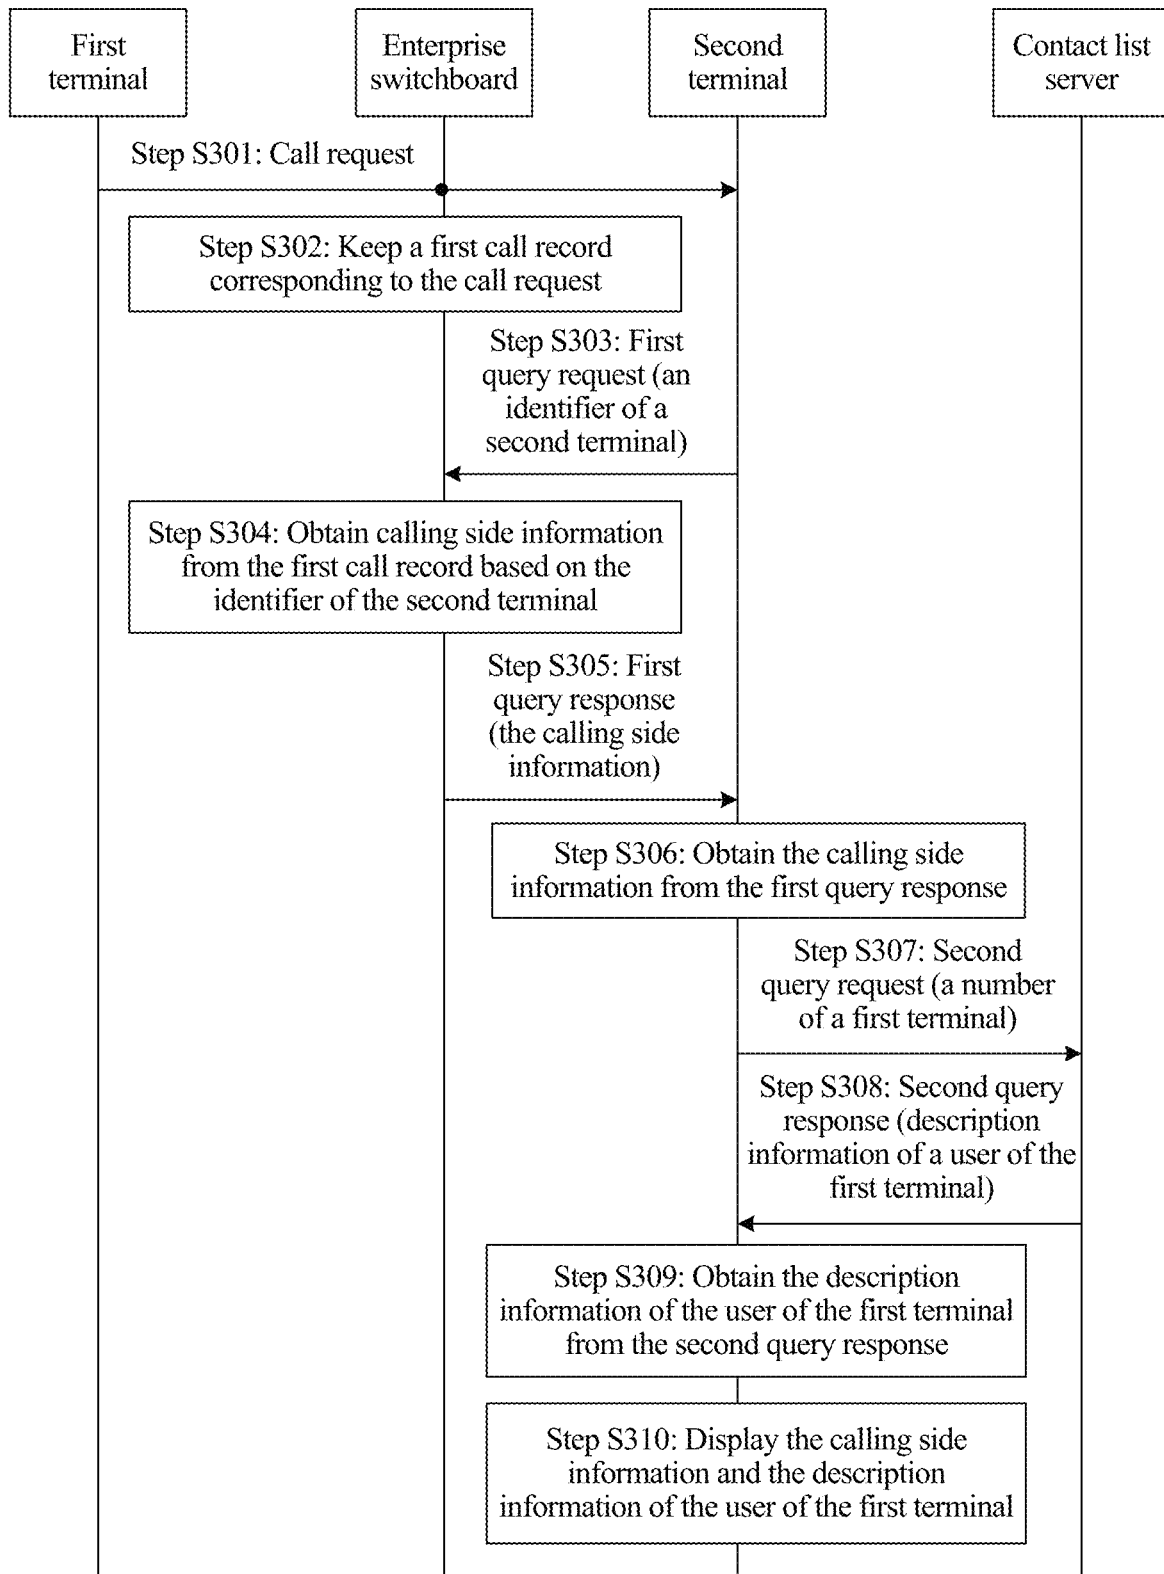 First
terminal
Enterprise
switchboard
Second
terminal
Contact list
server
Step S301: Call request
Step S302: Keep a first call record
corresponding to the call request
Step S303: First
query request (an
identifier of a
second terminal)
Step S304: Obtain calling side information
from the first call record based on the
identifier of the second terminal
Step S305: First
query response
(the calling side
information)
Step S306: Obtain the calling side
information from the first query response
Step S307: Second
query request (a number
of a first terminal)
Step S308: Second query
response (description
information of a user of the
first terminal)
Step S309: Obtain the description
information of the user of the first terminal
from the second query response
Step S310: Display the calling side
information and the description
information of the user of the first terminal